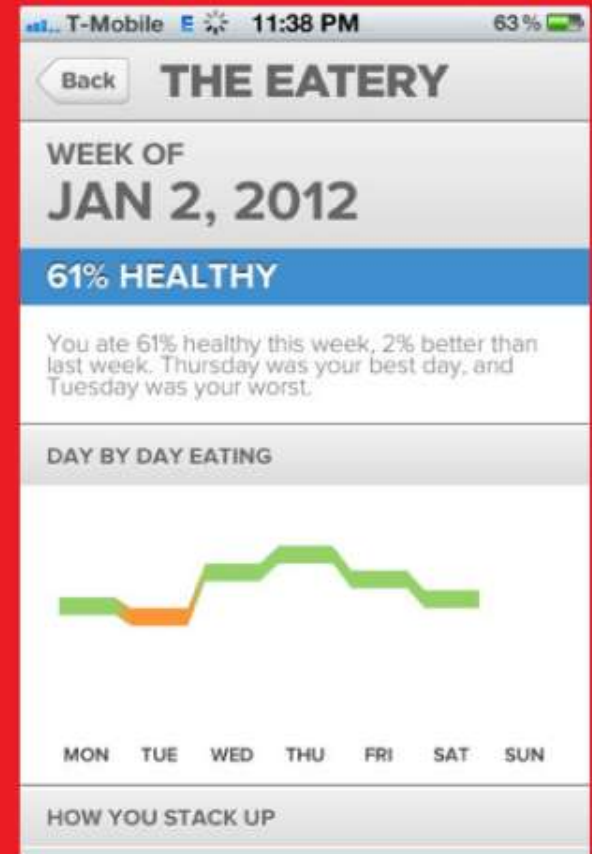 T-Mobile E 11:38 PM 63%
Back THE EATERY
WEEK OF
JAN 2, 2012
61% HEALTHY
You ate 61% healthy this week, 2% better than
last week. Thursday was your best day, and
Tuesday was your worst.
DAY BY DAY EATING
MON TUE WED THU FRI SAT SUN
HOW YOU STACK UP